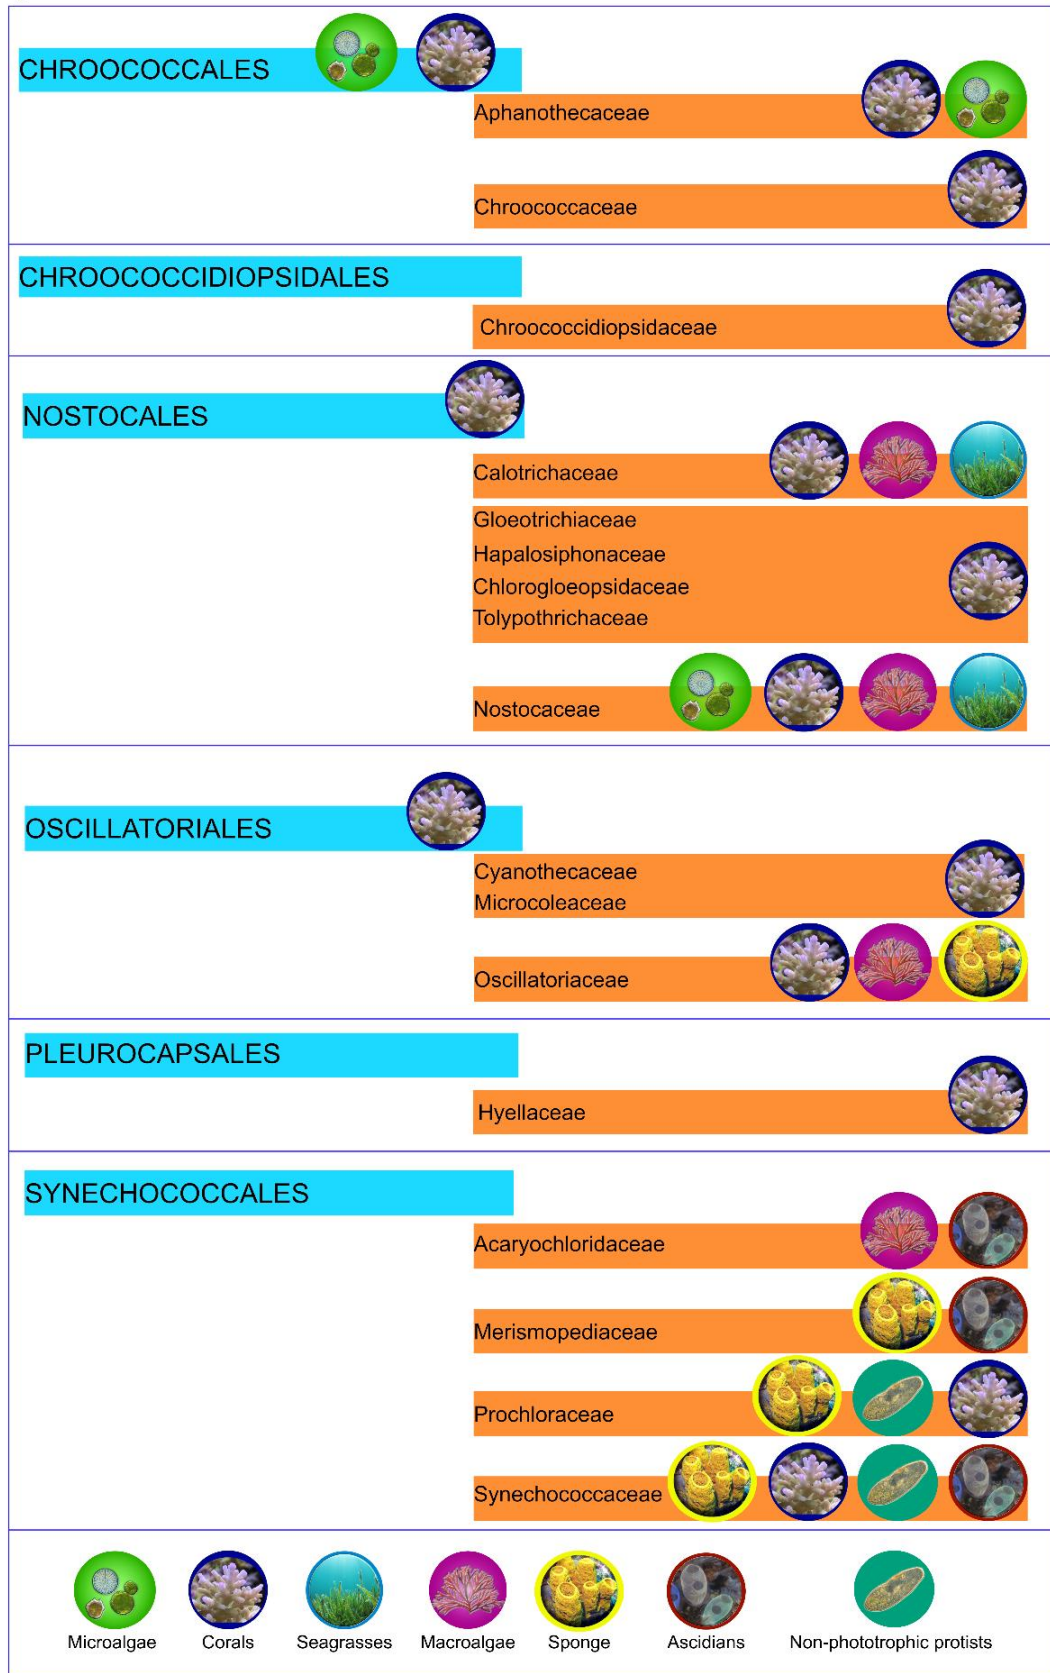 CHROOCOCCALES
Aphanothecaceae
Chroococcaceae
CHROOCOCCIDIOPSIDALES
Chroococcidiopsidaceae
NOSTOCALES
Calotrichaceae
Gloeotrichiaceae
Hapalosiphonaceae
Chlorogloeopsidaceae
Tolypothrichaceae
Nostocaceae
OSCILLATORIALES
Cyanothecaceae
Microcoleaceae
Oscillatoriaceae
PLEUROCAPSALES
Hyellaceae
SYNECHOCOCCALES
Acaryochloridaceae
Merismopediaceae
Prochloraceae
Synechococcaceae
Microalgae Corals Seagrasses Macroalgae Sponge Ascidians Non-phototrophic protists